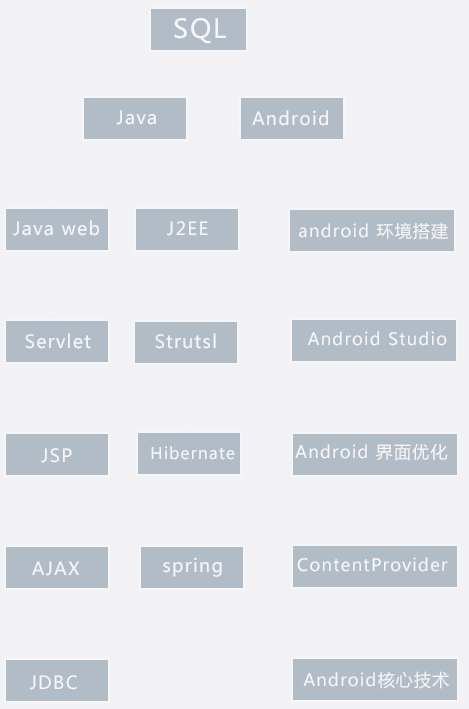 SQL
Java
Android
Java web
J2EE
android 环境搭建
Servlet
Strutsl
Android Studio
JSP
Hibernate
Android 界面优化
AJAX
spring
ContentProvider
JDBC
Android核心技术